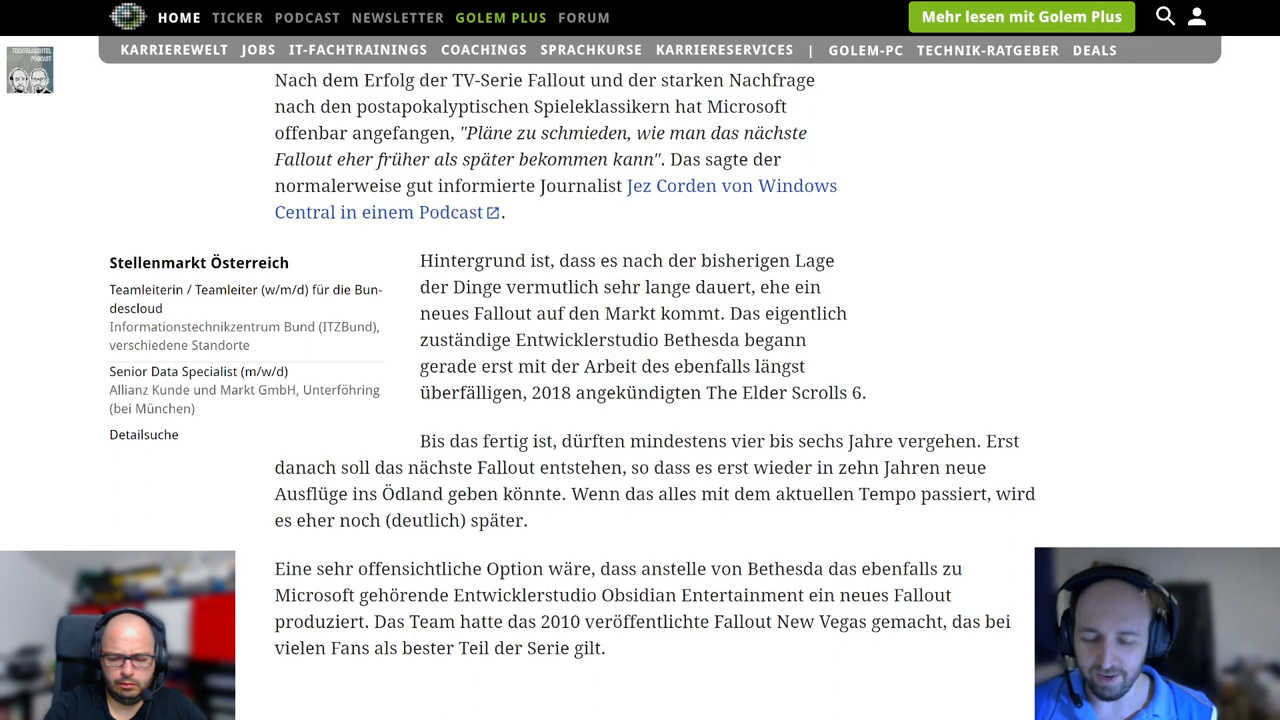 HOME TICKER PODCAST NEWSLETTER GOLEM PLUS FORUM
Mehr lesen mit Golem Plus
KARRIEREWELT JOBS IT-FACHTRAININGS COACHINGS SPRACHKURSE KARRIERESERVICES | GOLEM-PC TECHNIK-RATGEBER DEALS
TECHTELMECHTEL
PODCAST
Nach dem Erfolg der TV-Serie Fallout und der starken Nachfrage
nach den postapokalyptischen Spieleklassikern hat Microsoft
offenbar angefangen, "Pläne zu schmieden, wie man das nächste
Fallout eher früher als später bekommen kann". Das sagte der
normalerweise gut informierte Journalist Jez Corden von Windows
Central in einem Podcast.
Stellenmarkt Österreich
Teamleiterin / Teamleiter (w/m/d) für die Bun-
descloud
Informationstechnikzentrum Bund (ITZBund),
verschiedene Standorte
Senior Data Specialist (m/w/d)
Allianz Kunde und Markt GmbH, Unterföhring
(bei München)
Detailsuche
Hintergrund ist, dass es nach der bisherigen Lage
der Dinge vermutlich sehr lange dauert, ehe ein
neues Fallout auf den Markt kommt. Das eigentlich
zuständige Entwicklerstudio Bethesda begann
gerade erst mit der Arbeit des ebenfalls längst
überfälligen, 2018 angekündigten The Elder Scrolls 6.
Bis das fertig ist, dürften mindestens vier bis sechs Jahre vergehen. Erst
danach soll das nächste Fallout entstehen, so dass es erst wieder in zehn Jahren neue
Ausflüge ins Ödland geben könnte. Wenn das alles mit dem aktuellen Tempo passiert, wird
es eher noch (deutlich) später.
Eine sehr offensichtliche Option wäre, dass anstelle von Bethesda das ebenfalls zu
Microsoft gehörende Entwicklerstudio Obsidian Entertainment ein neues Fallout
produziert. Das Team hatte das 2010 veröffentlichte Fallout New Vegas gemacht, das bei
vielen Fans als bester Teil der Serie gilt.